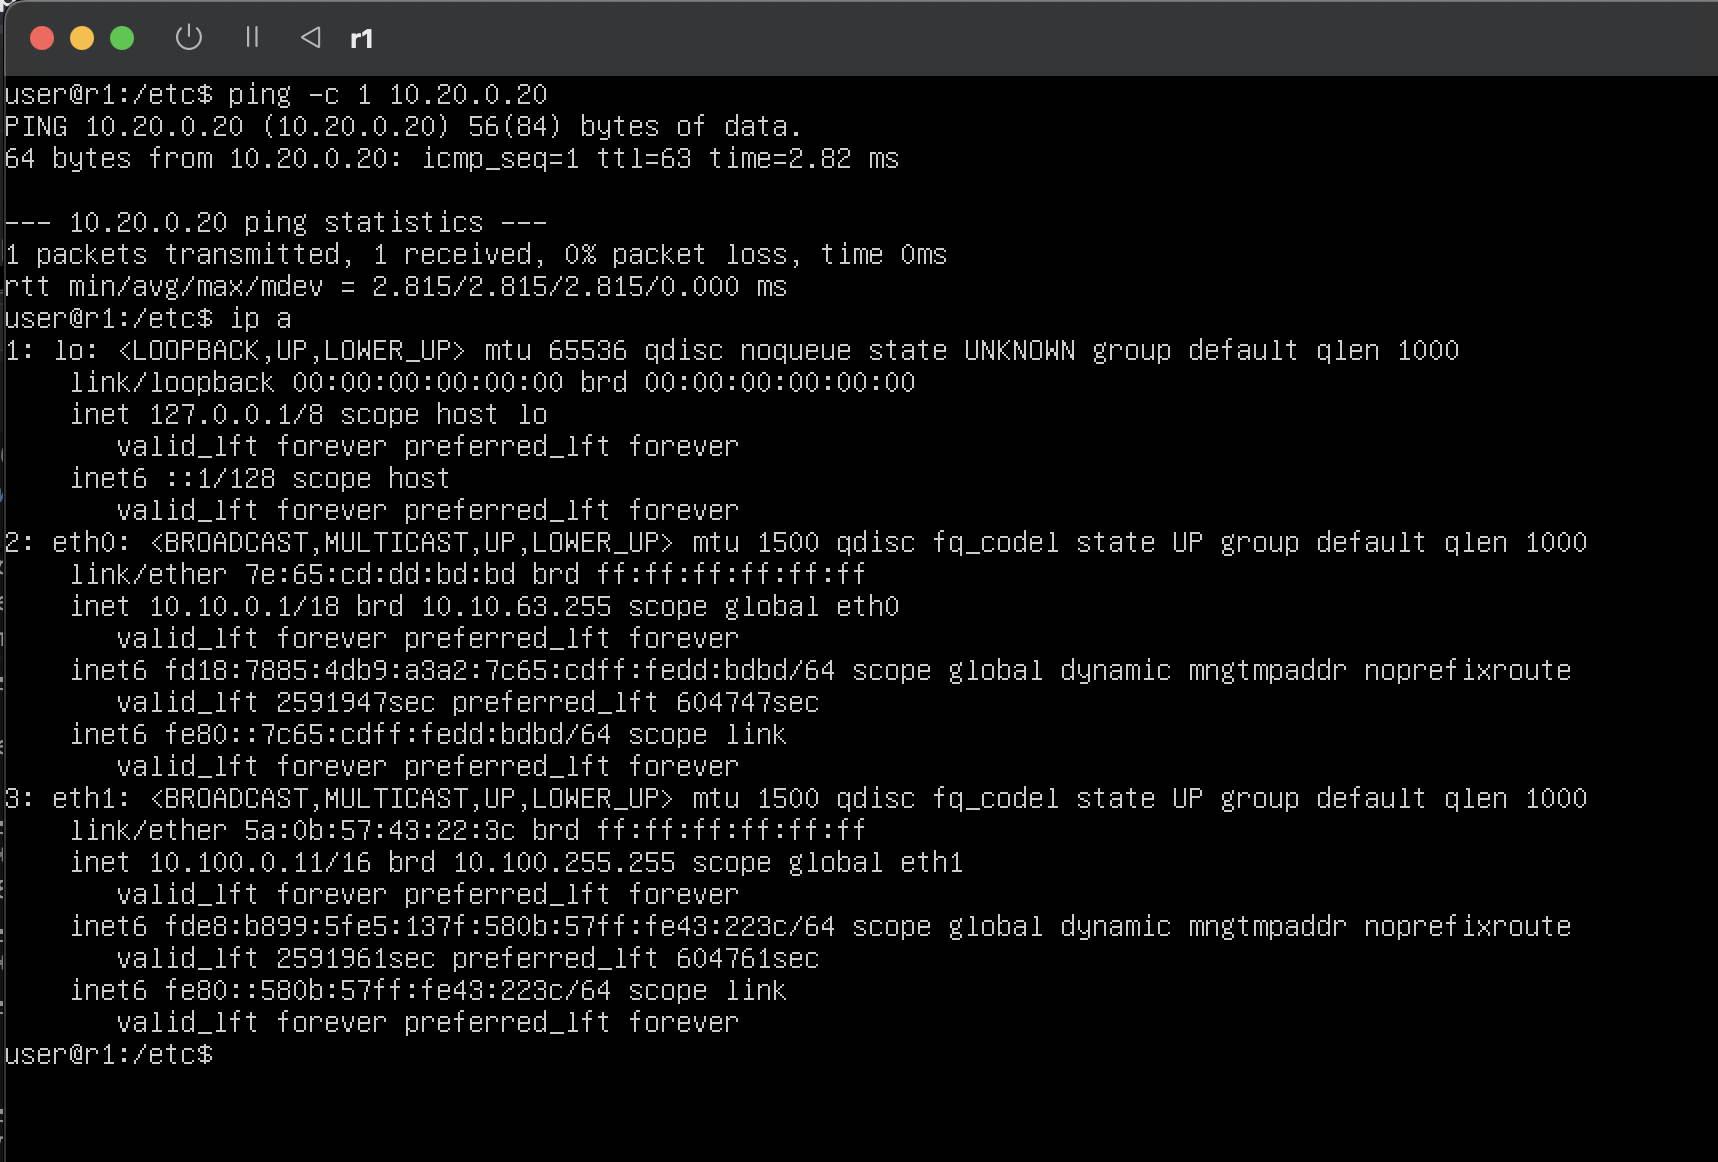 r1
user@r1:/etc$ ping -c 1 10.20.0.20
PING 10.20.0.20 (10.20.0.20) 56(84) bytes of data.
64 bytes from 10.20.0.20: icmp_seq=1 ttl=63 time=2.82 ms

--- 10.20.0.20 ping statistics ---
1 packets transmitted, 1 received, 0% packet loss, time 0ms
rtt min/avg/max/mdev = 2.815/2.815/2.815/0.000 ms
user@r1:/etc$ ip a
1: lo: <LOOPBACK,UP,LOWER_UP> mtu 65536 qdisc noqueue state UNKNOWN group default qlen 1000
    link/loopback 00:00:00:00:00:00 brd 00:00:00:00:00:00
    inet 127.0.0.1/8 scope host lo
       valid_lft forever preferred_lft forever
    inet6 ::1/128 scope host
       valid_lft forever preferred_lft forever
2: eth0: <BROADCAST,MULTICAST,UP,LOWER_UP> mtu 1500 qdisc fq_codel state UP group default qlen 1000
    link/ether 7e:65:cd:dd:bd:bd brd ff:ff:ff:ff:ff:ff
    inet 10.10.0.1/18 brd 10.10.63.255 scope global eth0
       valid_lft forever preferred_lft forever
    inet6 fd18:7885:4db9:a3a2:7c65:cdff:fedd:bdbd/64 scope global dynamic mngtmpaddr noprefixroute
       valid_lft 2591947sec preferred_lft 604747sec
    inet6 fe80::7c65:cdff:fedd:bdbd/64 scope link
       valid_lft forever preferred_lft forever
3: eth1: <BROADCAST,MULTICAST,UP,LOWER_UP> mtu 1500 qdisc fq_codel state UP group default qlen 1000
    link/ether 5a:0b:57:43:22:3c brd ff:ff:ff:ff:ff:ff
    inet 10.100.0.11/16 brd 10.100.255.255 scope global eth1
       valid_lft forever preferred_lft forever
    inet6 fde8:b899:5fe5:137f:580b:57ff:fe43:223c/64 scope global dynamic mngtmpaddr noprefixroute
       valid_lft 2591961sec preferred_lft 604761sec
    inet6 fe80::580b:57ff:fe43:223c/64 scope link
       valid_lft forever preferred_lft forever
user@r1:/etc$